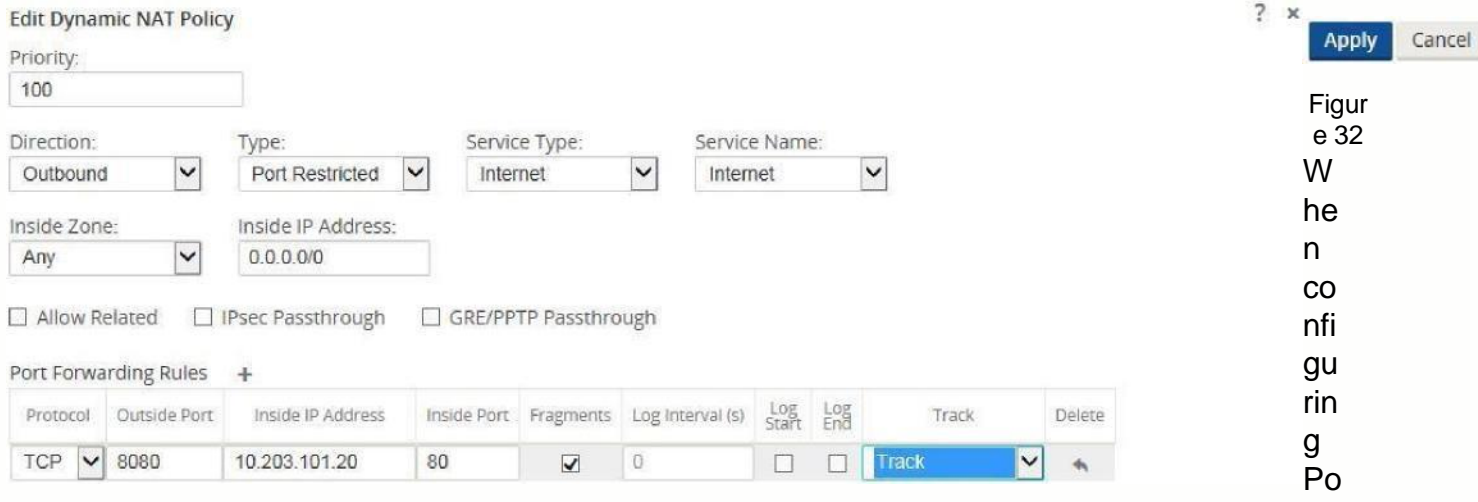 Edit Dynamic NAT Policy
? ×
Apply Cancel
Priority:
100
Direction: Type: Service Type: Service Name:
Outbound Port Restricted Internet Internet
Inside Zone: Inside IP Address:
Any 0.0.0.0/0
Allow Related IPsec Passthrough GRE/PPTP Passthrough
Port Forwarding Rules +
Protocol Outside Port Inside IP Address Inside Port Fragments Log Interval (s) Log Start Log End Track Delete
TCP 8080 10.203.101.20 80 0 Track
Figur
e 32
W
he
n
co
nfi
gu
rin
g
Po